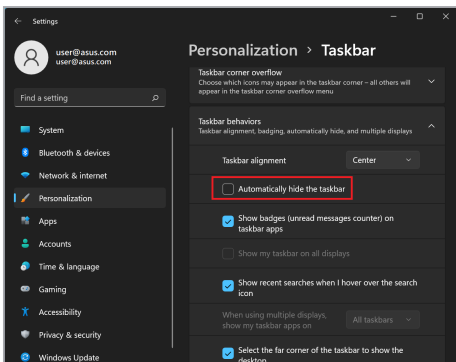 Settings
user@asus.com
user@asus.com
Find a setting
System
Bluetooth & devices
Network & internet
Personalization
Apps
Accounts
Time & language
Gaming
Accessibility
Privacy & security
Windows Update
Personalization > Taskbar
Taskbar corner overflow
Choose which icons may appear in the taskbar corner – all others will
appear in the taskbar corner overflow menu
Taskbar behaviors
Taskbar alignment, badging, automatically hide, and multiple displays
Taskbar alignment
Center
Automatically hide the taskbar
Show badges (unread messages counter) on
taskbar apps
Show my taskbar on all displays
Show recent searches when I hover over the search
icon
When using multiple displays,
show my taskbar apps on
All taskbars
Select the far corner of the taskbar to show the
desktop